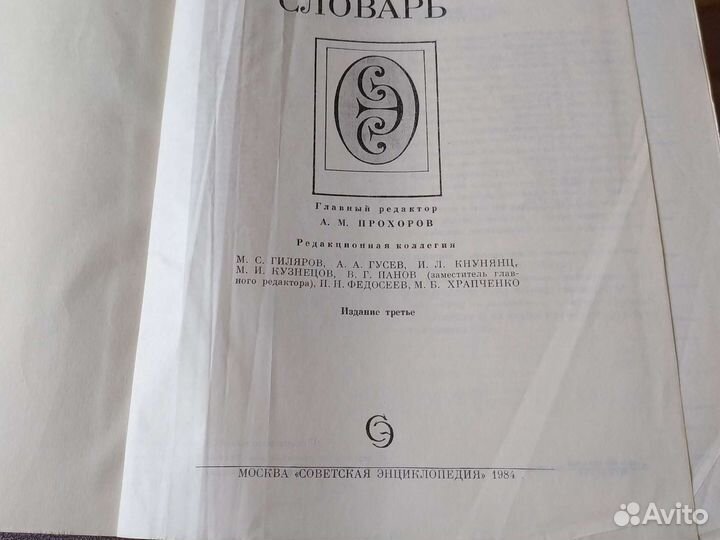 СЛОВАРЬ
Главный редактор
А. М. ПРОХОРОВ
Редакционная коллегия
М. С. ГИЛЯРОВ, А. А. ГУСЕВ, И. Л. КНУНЯНЦ,
М. И. КУЗНЕЦОВ, В. Г. ПАНОВ (заместитель глав-
ного редактора), П. Н. ФЕДОСЕЕВ, М. Б. ХРАПЧЕНКО
Издание третье
МОСКВА «СОВЕТСКАЯ ЭНЦИКЛОПЕДИЯ» 1984
Avito